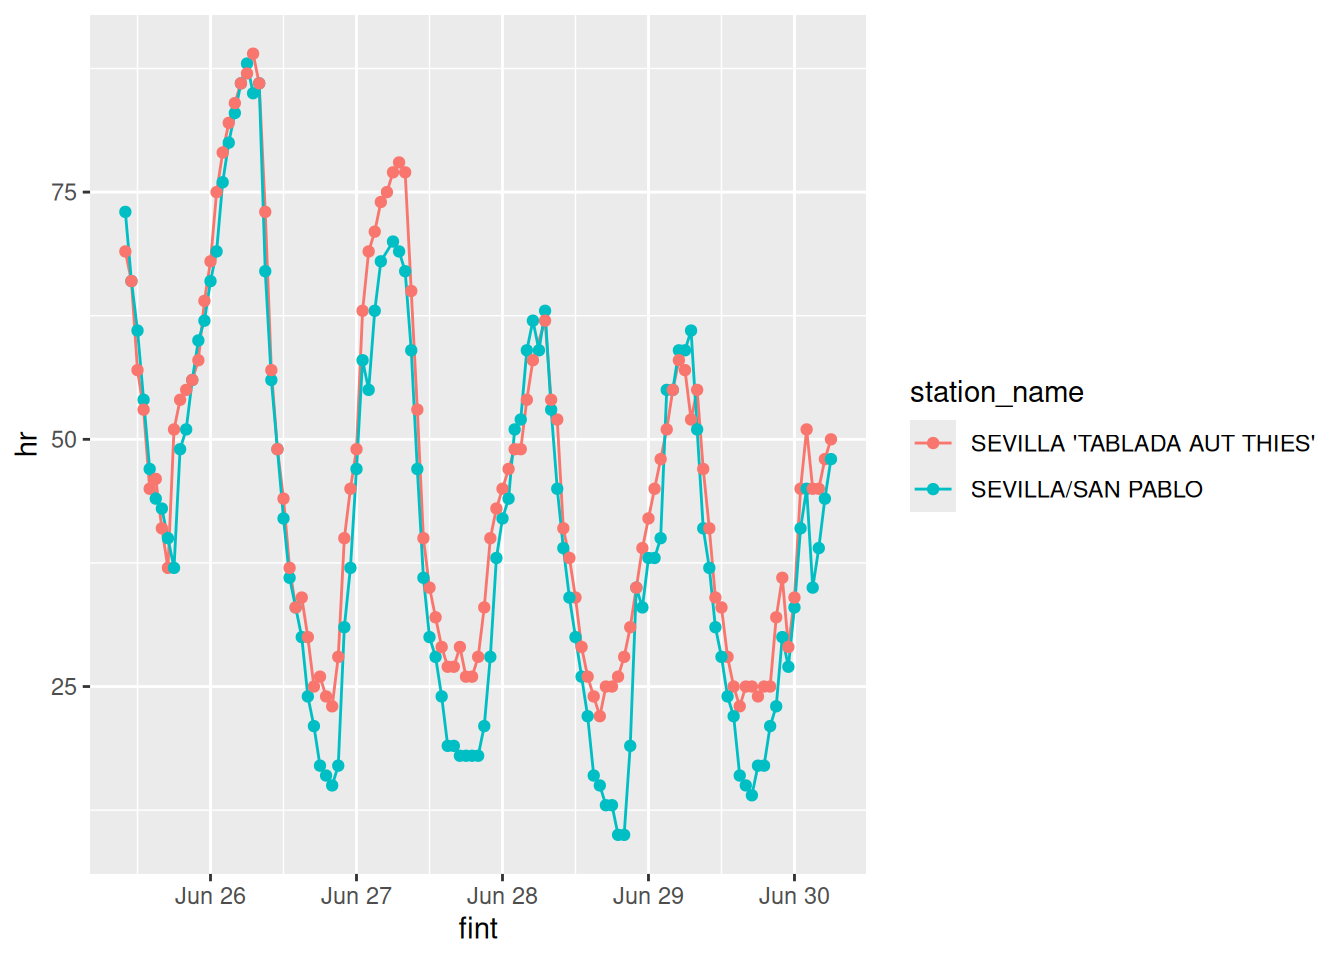 75
50
25
hr
Jun 26
Jun 27
Jun 28
Jun 29
Jun 30
fint
station_name
SEVILLA 'TABLADA AUT THIES'
SEVILLA/SAN PABLO